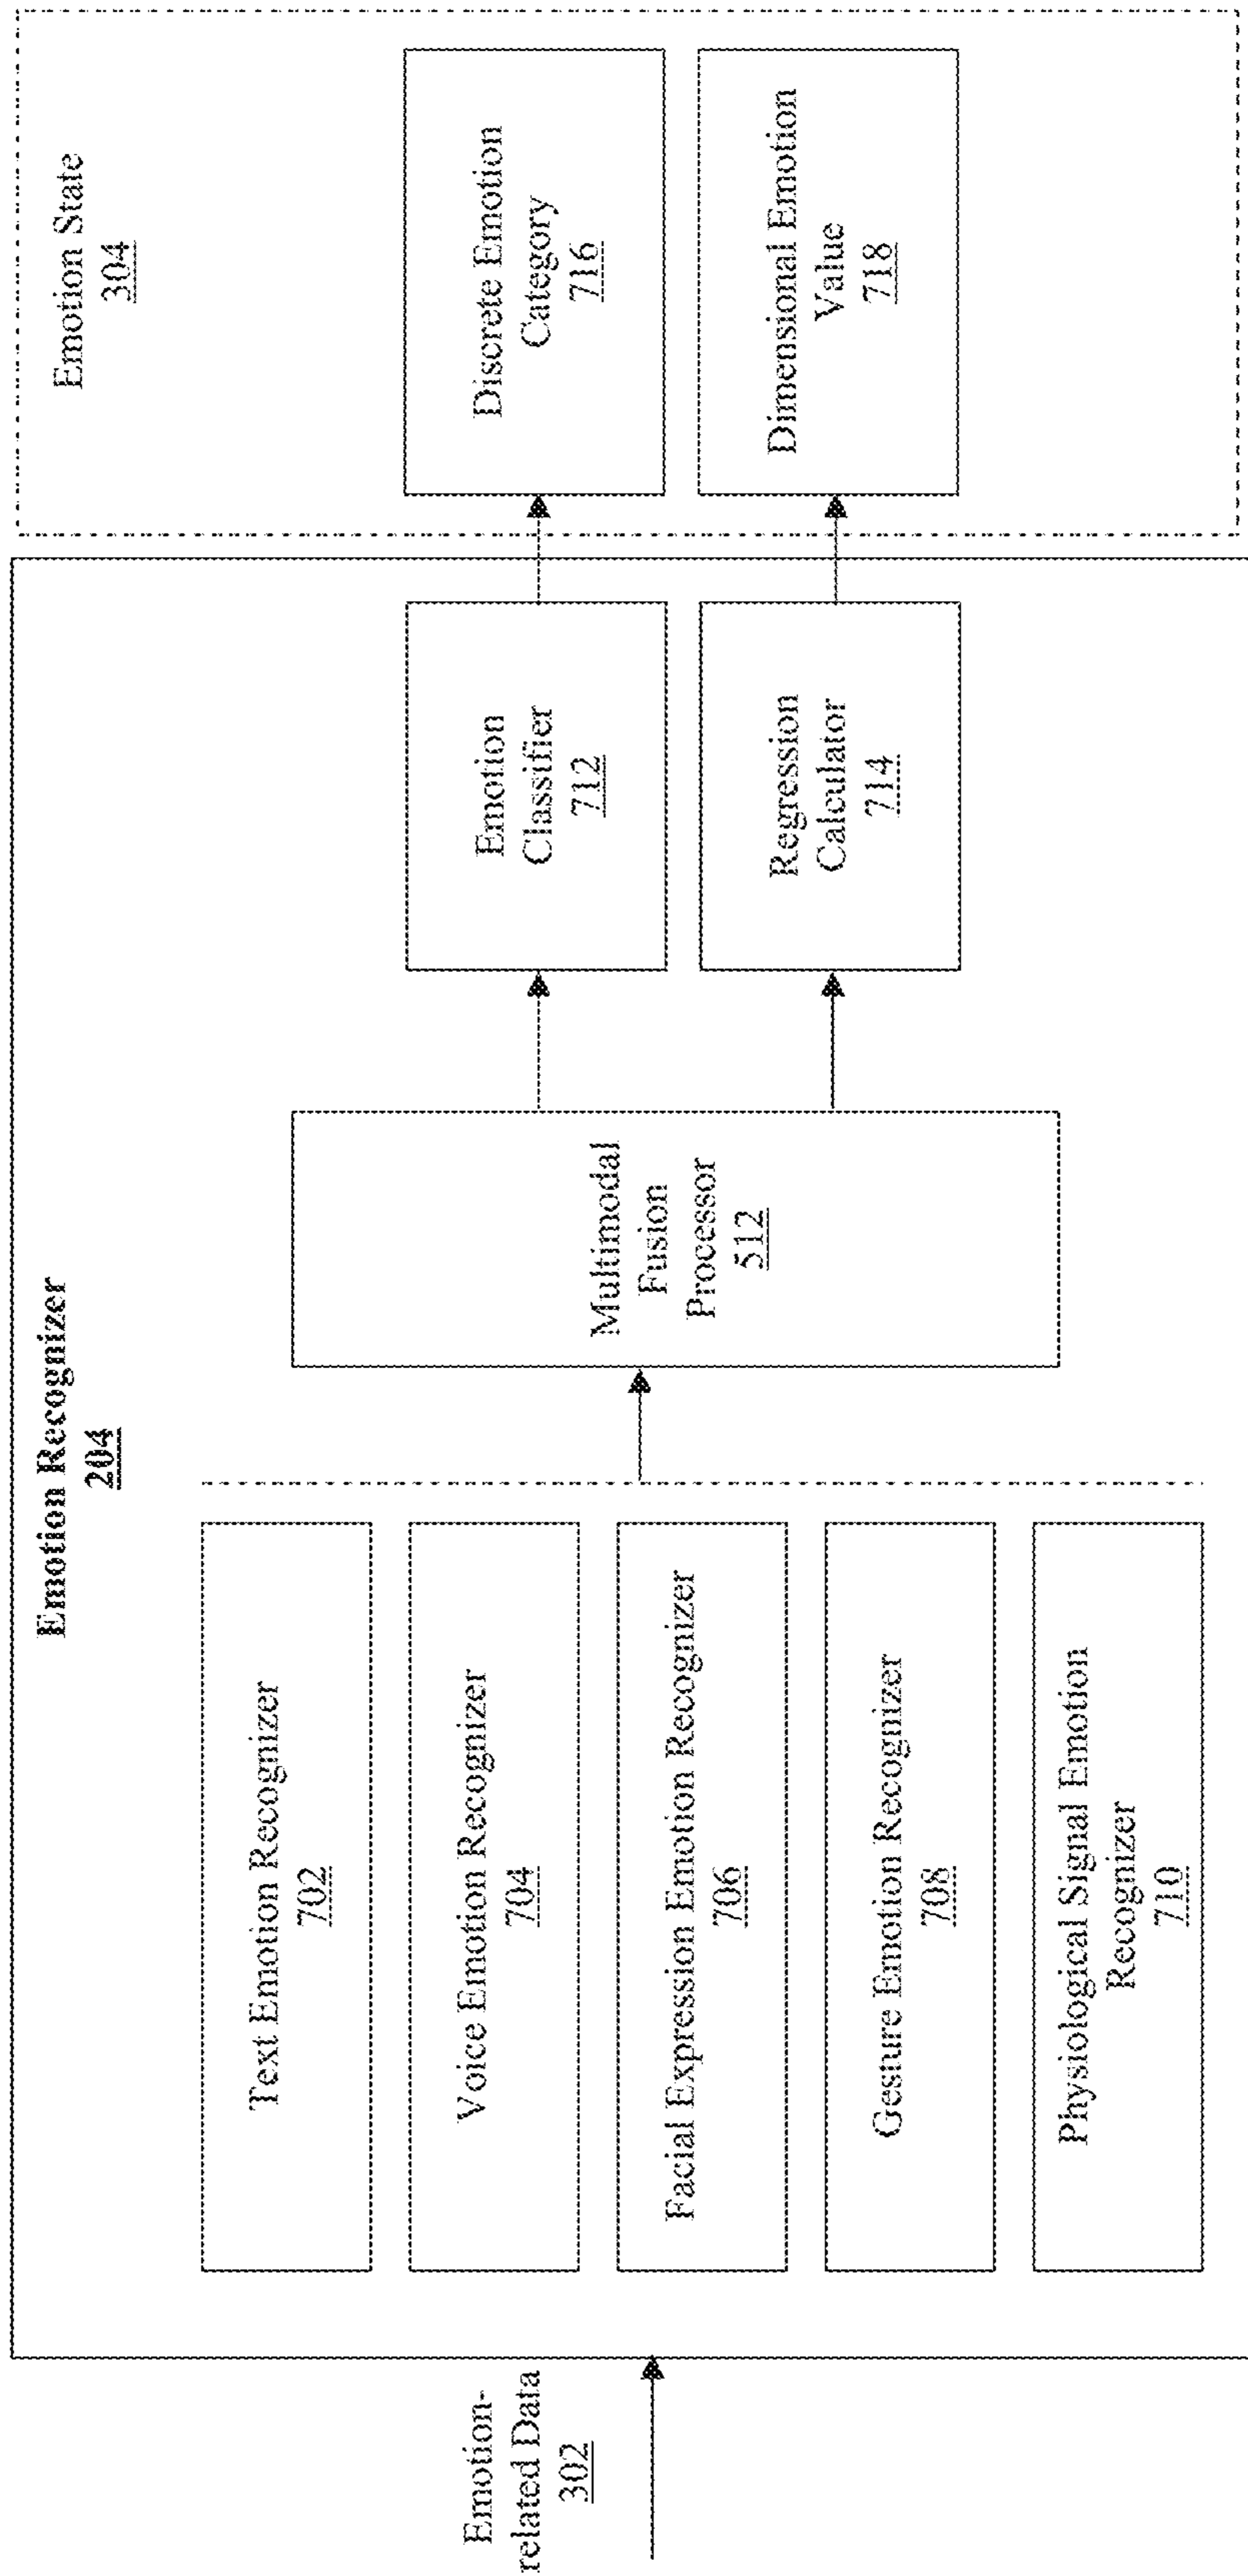 Emotion-
related Data
302
Emotion Recognizer
204
Text Emotion Recognizer
702
Voice Emotion Recognizer
704
Facial Expression Emotion Recognizer
706
Gesture Emotion Recognizer
708
Physiological Signal Emotion
Recognizer
710
Multimodal
Fusion
Processor
512
Emotion
Classifier
712
Regression
Calculator
714
Emotion State
304
Discrete Emotion
Category
716
Dimensional Emotion
Value
718